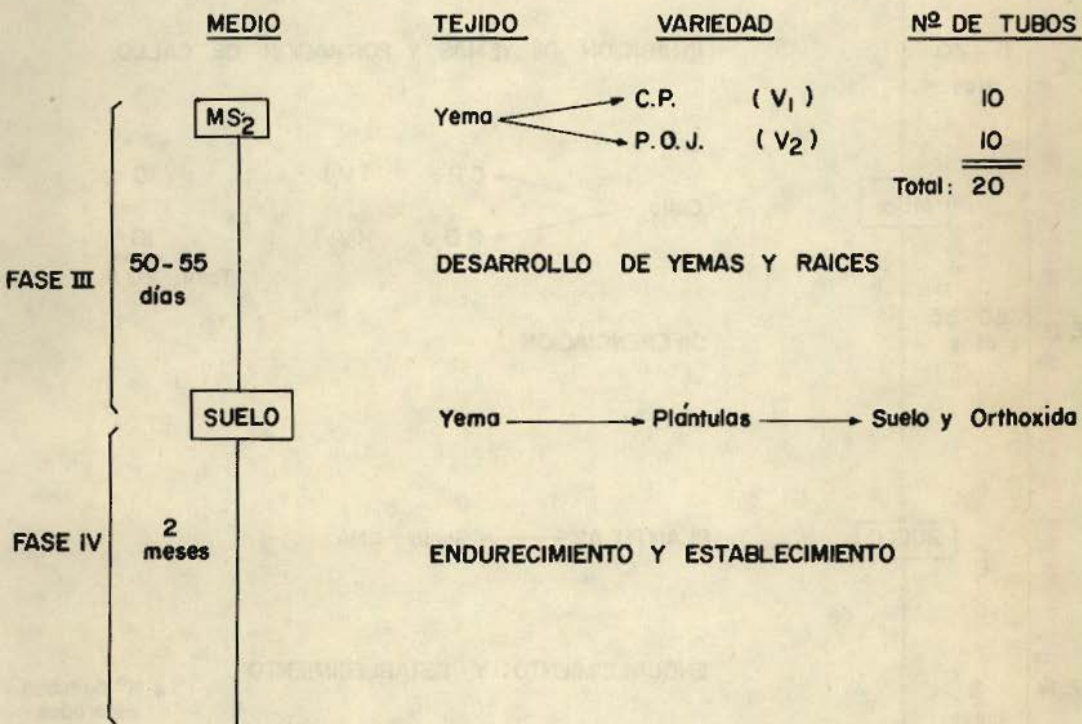 MEDIO TEJIDO VARIEDAD Nº DE TUBOS
MS2 Yema C.P. (V1) 10
P.O.J. (V2) 10
Total: 20
FASE III 50-55 días DESARROLLO DE YEMAS Y RAICES
SUELO Yema Plántulas Suelo y Orthoxida
FASE IV 2 meses ENDURECIMIENTO Y ESTABLECIMIENTO